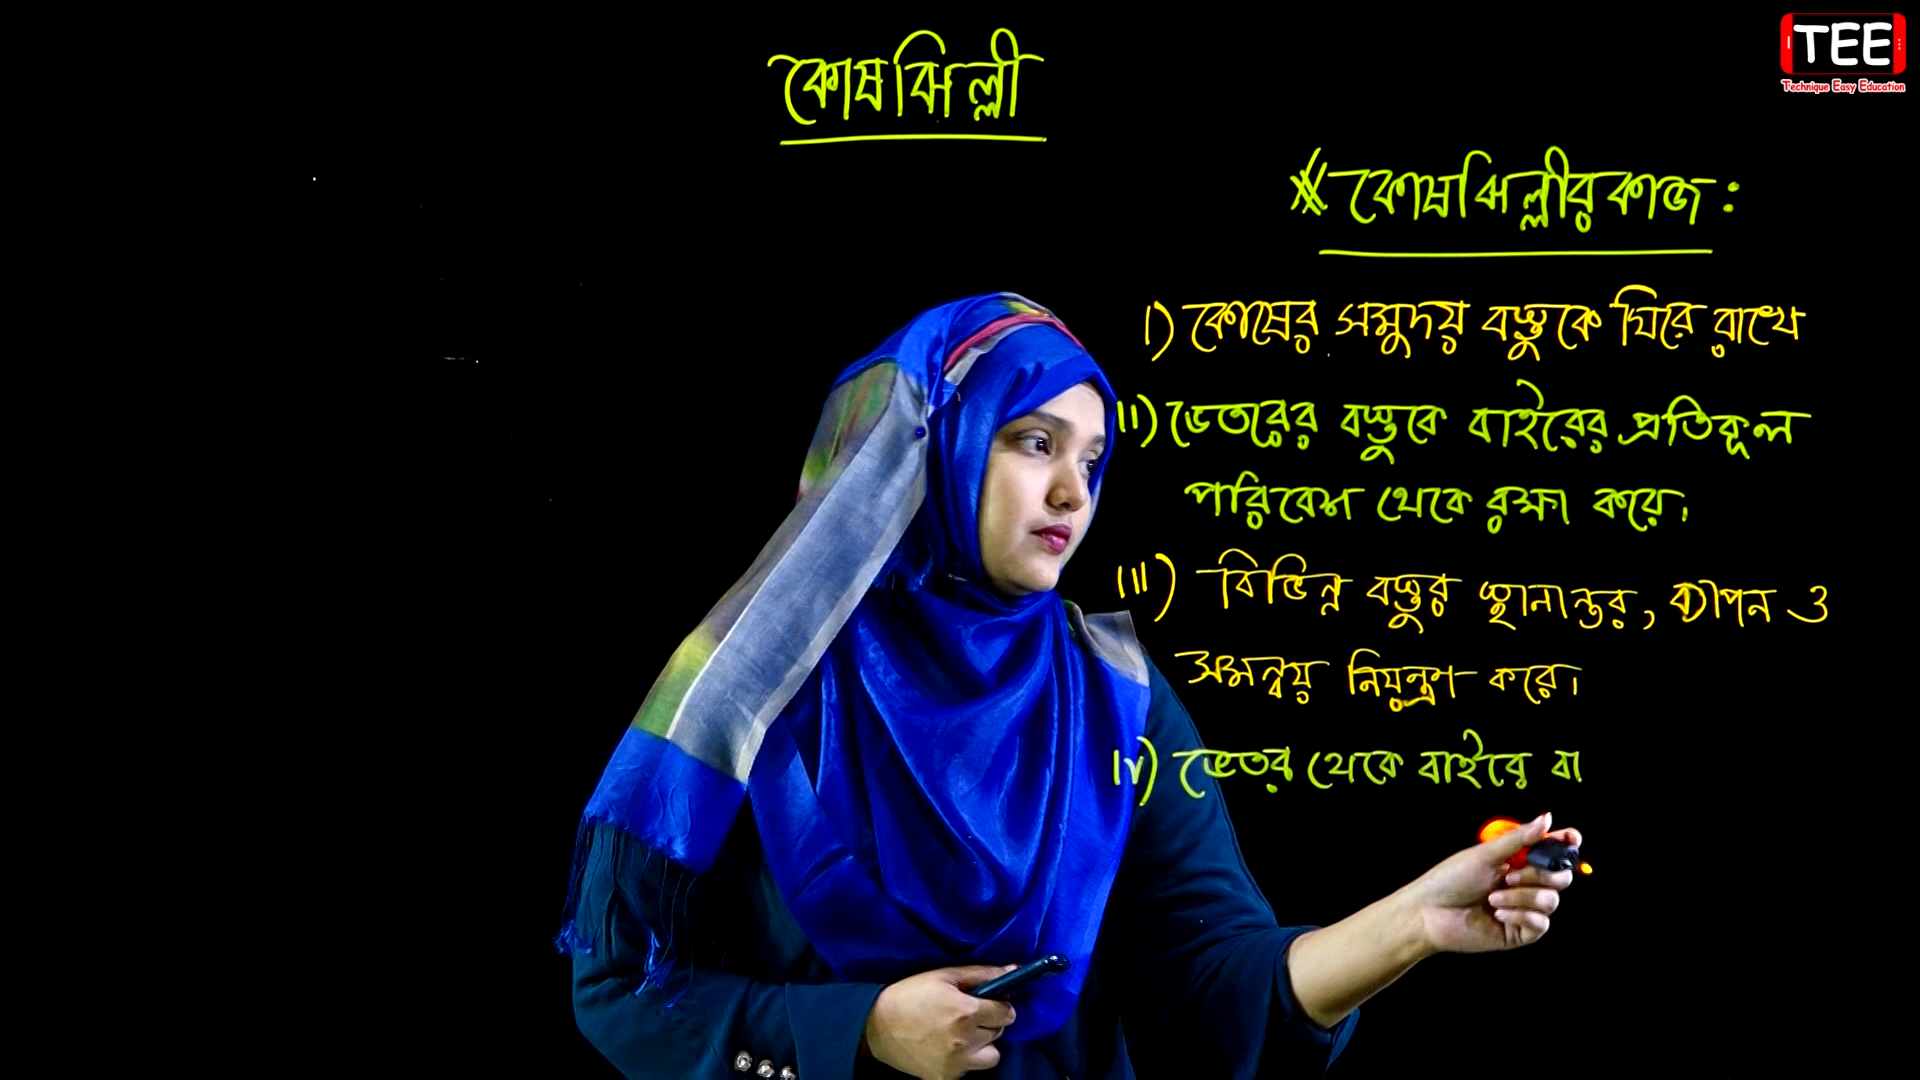 TEE
Technique Easy Education
কোষঝিল্লী
* কোষঝিল্লীর কাজ:
i) কোষের সমুদয় বস্তুকে ঘিরে রাখে
ii) ভেতরের বস্তুকে বাইরের প্রতিকূল
পরিবেশ থেকে রক্ষা করে।
iii) বিভিন্ন বস্তুর স্থানান্তর, ব্যাপন ও
সমন্বয় নিয়ন্ত্রণ করে।
iv) ভেতর থেকে বাইরে বা